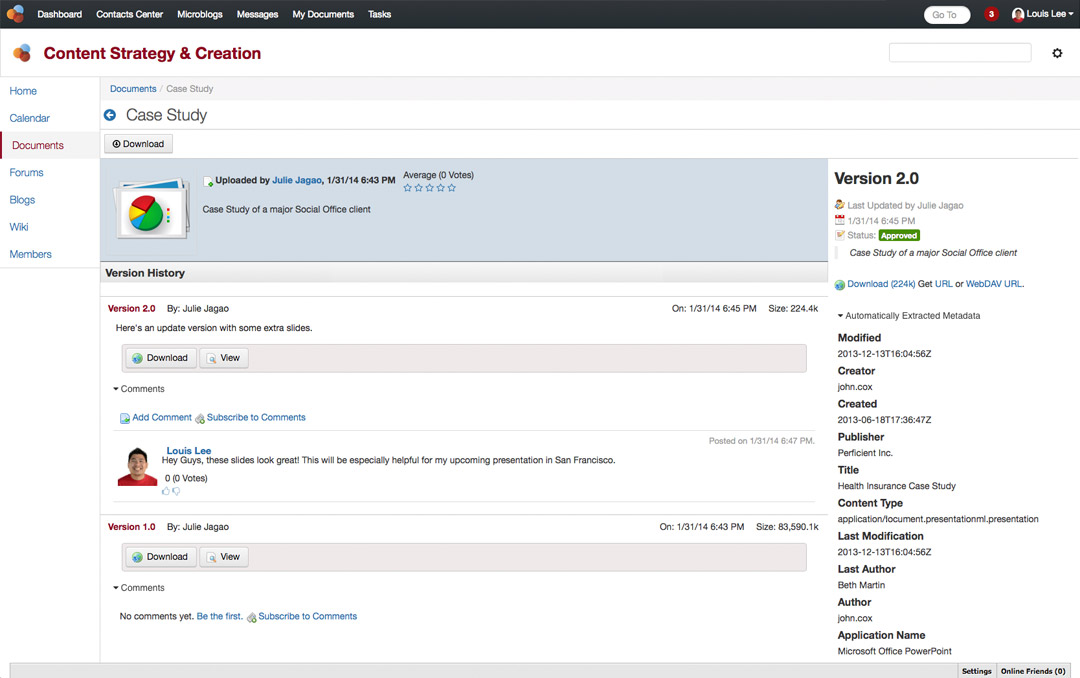 Dashboard Contacts Center Microblogs Messages My Documents Tasks Go To 3 Louis Lee
Content Strategy & Creation
Home
Calendar
Documents
Forums
Blogs
Wiki
Members
Documents / Case Study
Case Study
Download
Uploaded by Julie Jagao, 1/31/14 6:43 PM
Average (0 Votes)
Case Study of a major Social Office client
Version History
Version 2.0 By: Julie Jagao On: 1/31/14 6:45 PM Size: 224.4k
Here's an update version with some extra slides.
Download View
Comments
Add Comment Subscribe to Comments
Posted on 1/31/14 6:47 PM.
Louis Lee
Hey Guys, these slides look great! This will be especially helpful for my upcoming presentation in San Francisco.
0 (0 Votes)
Version 1.0 By: Julie Jagao On: 1/31/14 6:43 PM Size: 83,590.1k
Download View
Comments
No comments yet. Be the first. Subscribe to Comments
Version 2.0
Last Updated by Julie Jagao
1/31/14 6:45 PM
Status: Approved
Case Study of a major Social Office client
Download (224k) Get URL or WebDAV URL.
Automatically Extracted Metadata
Modified
2013-12-13T16:04:56Z
Creator
john.cox
Created
2013-06-18T17:36:47Z
Publisher
Perficient Inc.
Title
Health Insurance Case Study
Content Type
application/locument.presentationml.presentation
Last Modification
2013-12-13T16:04:56Z
Last Author
Beth Martin
Author
john.cox
Application Name
Microsoft Office PowerPoint
Settings Online Friends (0)